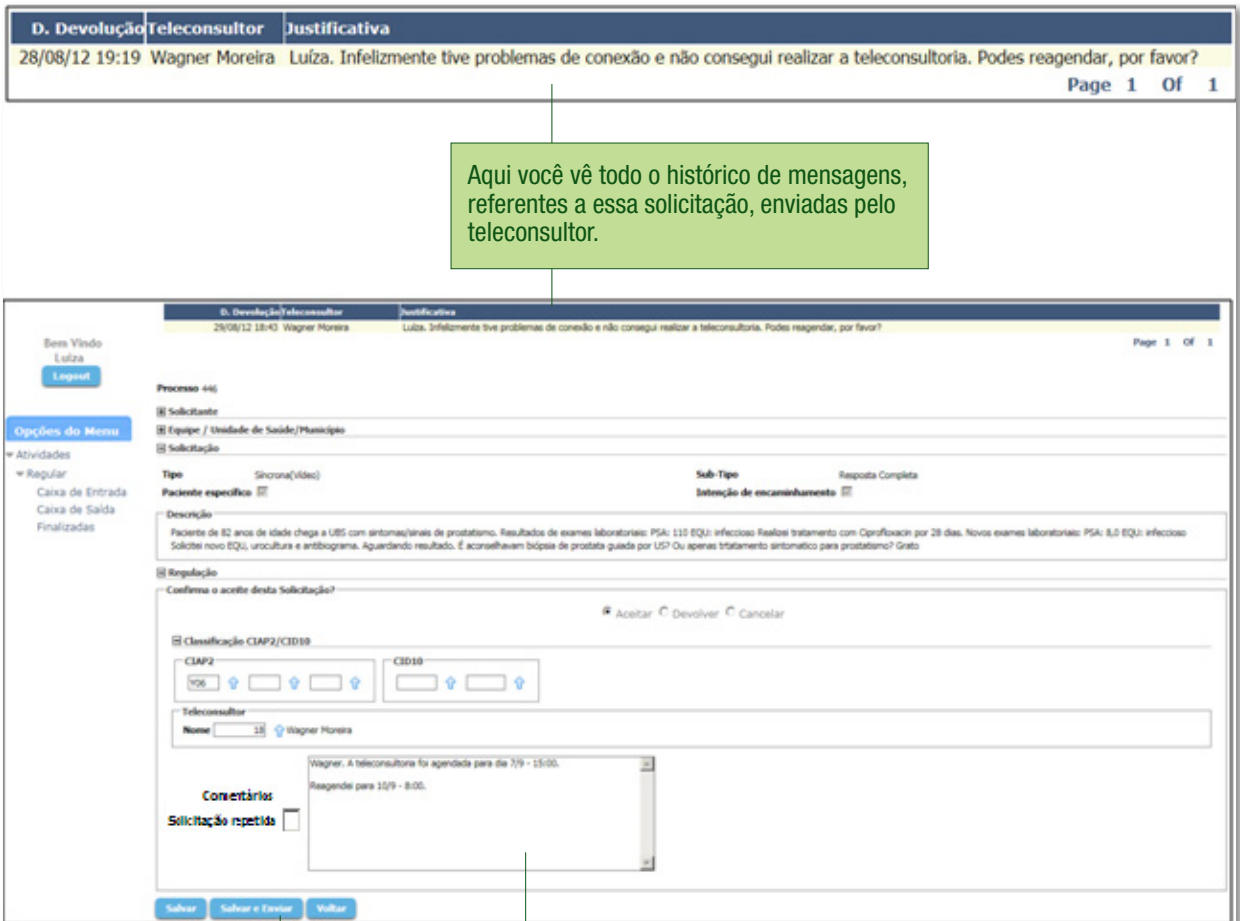 D. Devolução Teleconsultor Justificativa
28/08/12 19:19 Wagner Moreira Luíza. Infelizmente tive problemas de conexão e não consegui realizar a teleconsultoria. Podes reagendar, por favor?
Page 1 Of 1
Aqui você vê todo o histórico de mensagens,
referentes a essa solicitação, enviadas pelo
teleconsultor.
D. Devolução Teleconsultor Justificativa
29/08/12 18:43 Wagner Moreira Luíza. Infelizmente tive problemas de conexão e não consegui realizar a teleconsultoria. Podes reagendar, por favor?
Page 1 Of 1
Bem Vindo
Luíza
Logout
Opções do Menu
Atividades
Regular
Caixa de Entrada
Caixa de Saída
Finalizadas
Processo 446
Solicitante
Equipe / Unidade de Saúde/Município
Solicitação
Tipo Síncrona(Vídeo) Sub-Tipo Resposta Completa
Paciente específico Intenção de encaminhamento
Descrição
Paciente de 82 anos de idade chega a UBS com sintomas/sinais de prostatismo. Resultados de exames laboratoriais: PSA: 110 EQU: infeccioso Realizei tratamento com Ciprofloxacin por 28 dias. Novos exames laboratoriais: PSA: 8,0 EQU: infeccioso
Solicitei novo EQU, urocultura e antibiograma. Aguardando resultado. É aconselhavam biópsia de prostata guiada por US? Ou apenas trtatamento sintomatico para prostatismo? Grato
Regulação
Confirma o aceite desta Solicitação?
Aceitar Devolver Cancelar
Classificação CIAP2/CID10
CIAP2 CID10
Y06
Teleconsultor
Nome 18 Wagner Moreira
Wagner. A teleconsultoria foi agendada para dia 7/9 - 15:00.
Reagendei para 10/9 - 8:00.
Comentários
Solicitação repetida
Salvar Salvar e Enviar Voltar